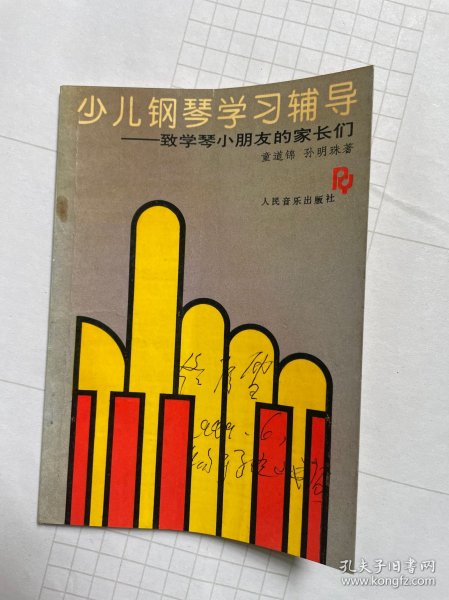 少儿钢琴学习辅导
——致学琴小朋友的家长们
童道锦 孙明珠著
人民音乐出版社
1989.6.
孔夫子旧书网
www.kongfz.com